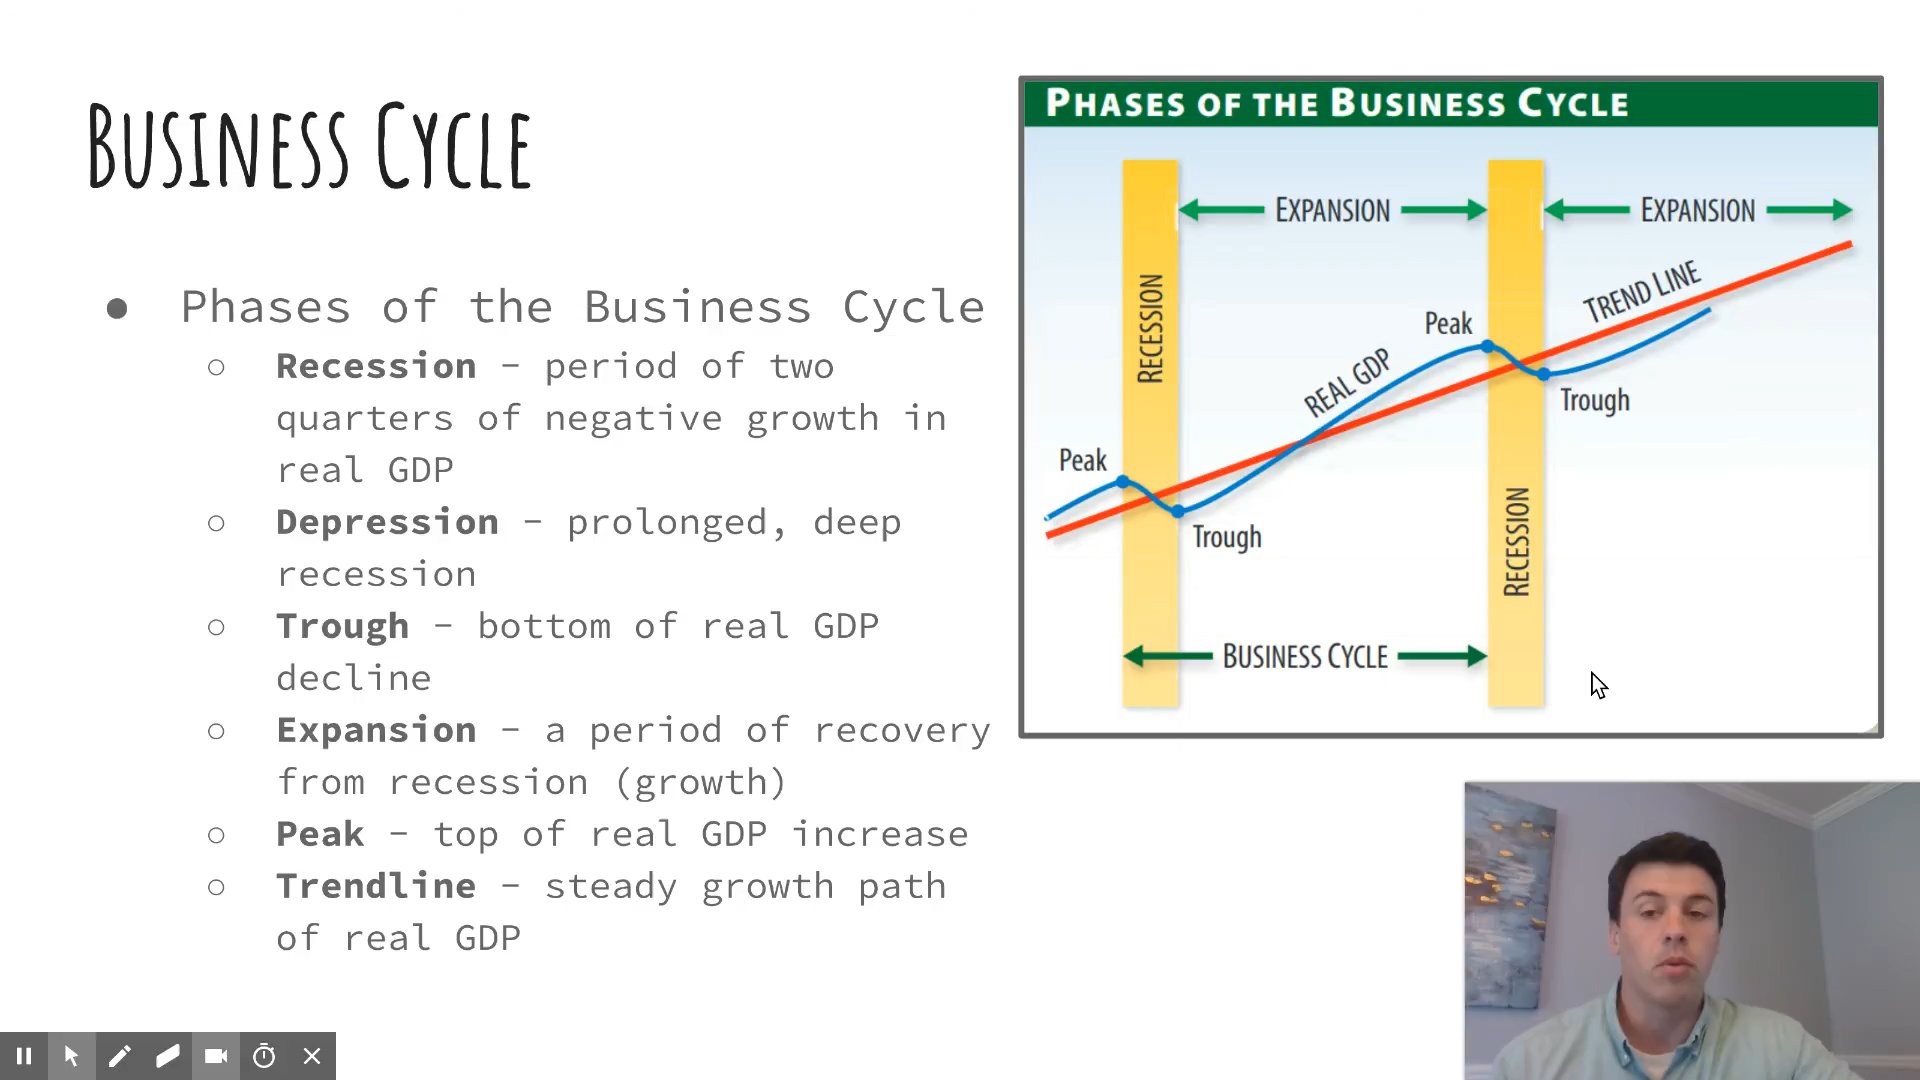 BUSINESS CYCLE
● Phases of the Business Cycle
○ Recession – period of two
quarters of negative growth in
real GDP
○ Depression – prolonged, deep
recession
○ Trough – bottom of real GDP
decline
○ Expansion – a period of recovery
from recession (growth)
○ Peak – top of real GDP increase
○ Trendline – steady growth path
of real GDP
PHASES OF THE BUSINESS CYCLE
EXPANSION
EXPANSION
RECESSION
TREND LINE
Peak
REAL GDP
Trough
Peak
Trough
RECESSION
BUSINESS CYCLE